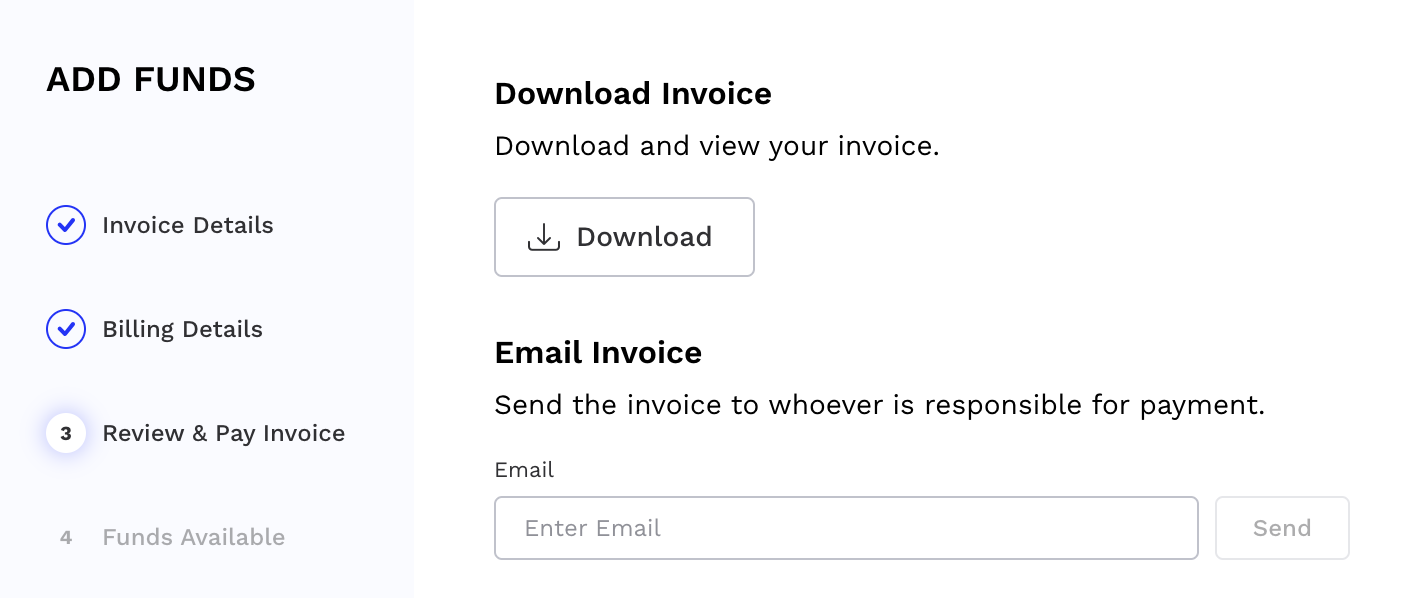 ADD FUNDS
Invoice Details
Billing Details
3 Review & Pay Invoice
4 Funds Available
Download Invoice
Download and view your invoice.
Download
Email Invoice
Send the invoice to whoever is responsible for payment.
Email
Enter Email
Send